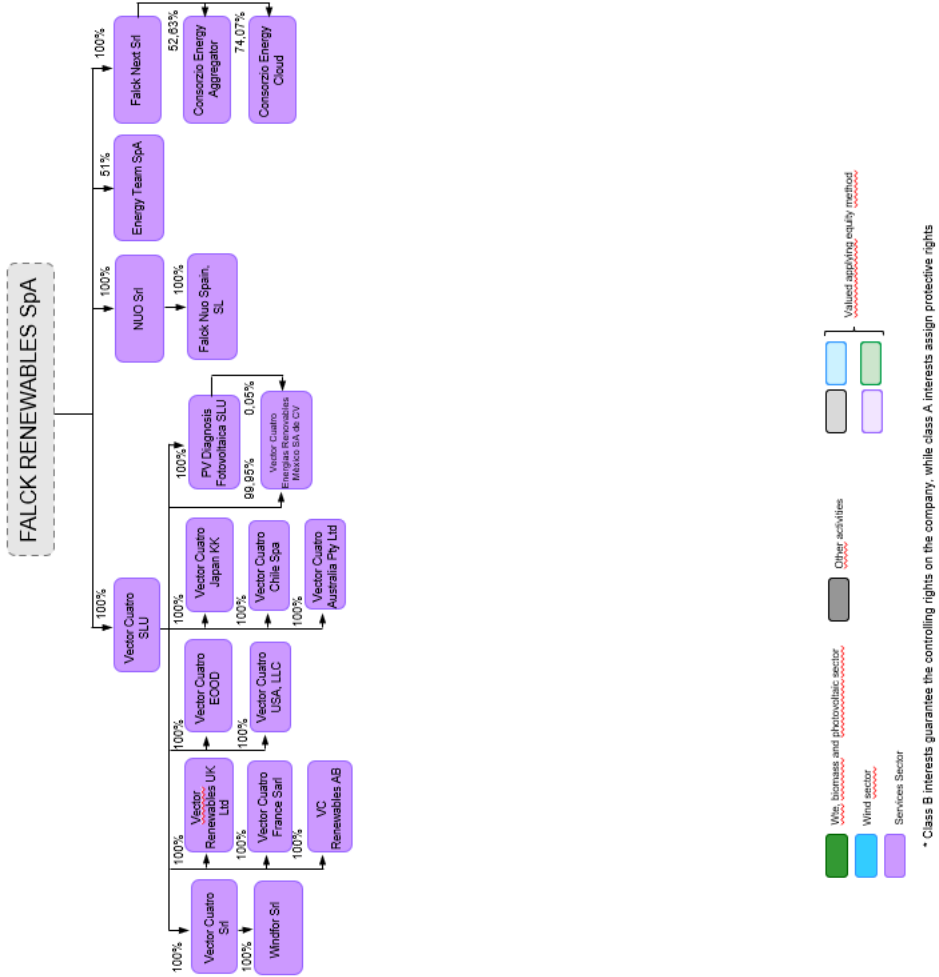 FALCK RENEWABLES SpA
100%
Vector Cuatro
SLU
100%
NUO Srl
51%
Energy Team SpA
100%
Falck Next Srl
100%
Vector Cuatro
Srl
100%
Windfor Srl
100%
Vector
Renewables UK
Ltd
100%
Vector Cuatro
France Sarl
100%
VC
Renewables AB
100%
Vector Cuatro
EOOD
100%
Vector Cuatro
USA, LLC
100%
Vector Cuatro
Japan KK
100%
Vector Cuatro
Chile Spa
100%
Vector Cuatro
Australia Pty Ltd
100%
PV Diagnosis
Fotovoltaica SLU
99,95%
0,05%
Vector Cuatro
Energias Renovables
México SA de CV
100%
Falck Nuo Spain,
SL
52,63%
Consorzio Energy
Aggregator
74,07%
Consorzio Energy
Cloud
Wte, biomass and photovoltaic sector
Wind sector
Services Sector
Other activities
Valued applying equity method
* Class B interests guarantee the controlling rights on the company, while class A interests assign protective rights